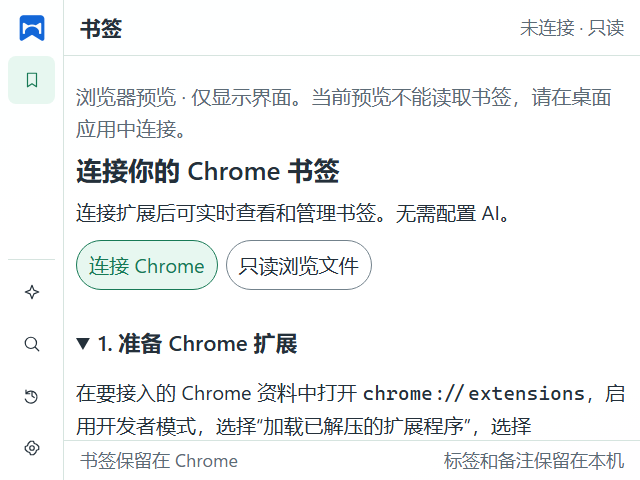 书签
未连接 · 只读
浏览器预览 · 仅显示界面。当前预览不能读取书签，请在桌面
应用中连接。
连接你的 Chrome 书签
连接扩展后可实时查看和管理书签。无需配置 AI。
连接 Chrome
只读浏览文件
▼ 1. 准备 Chrome 扩展
在要接入的 Chrome 资料中打开 chrome://extensions，启
用开发者模式，选择“加载已解压的扩展程序”，选择
书签保留在 Chrome
标签和备注保留在本机